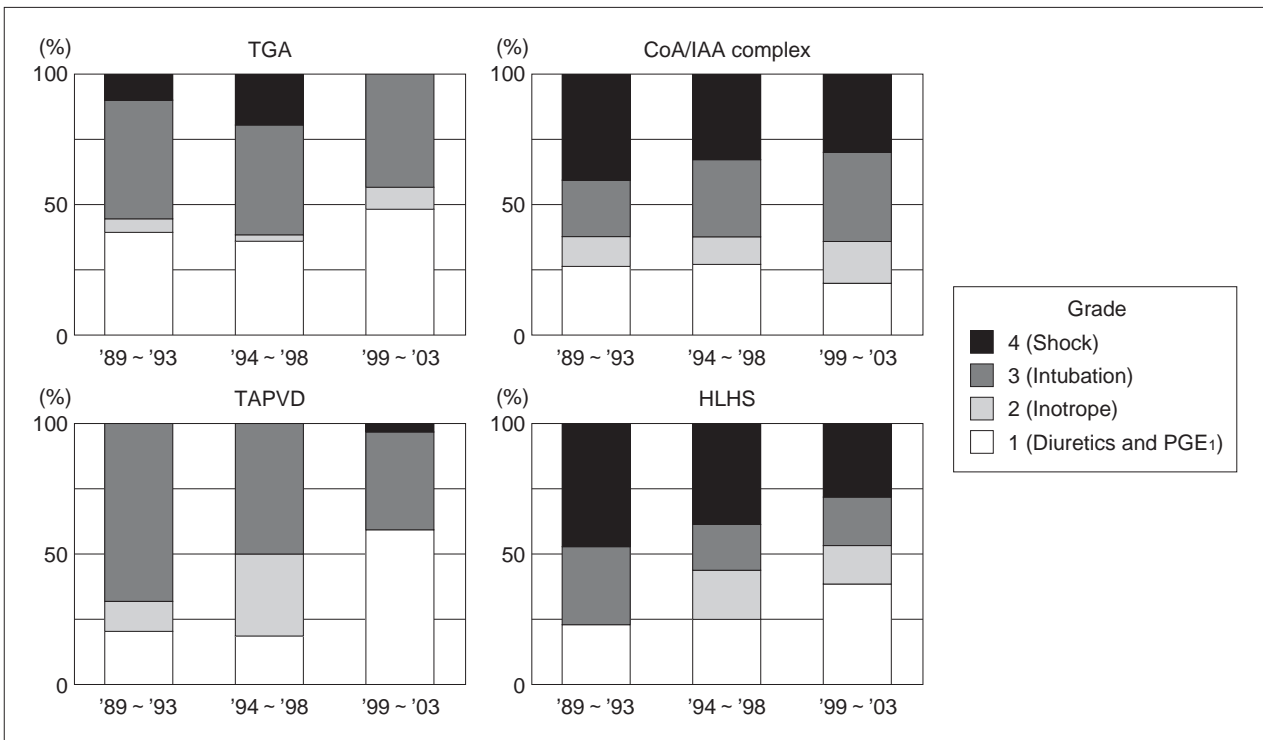 (%)
TGA
100
50
0
’89 ~ ’93
’94 ~ ’98
’99 ~ ’03
(%)
CoA/IAA complex
100
50
0
’89 ~ ’93
’94 ~ ’98
’99 ~ ’03
(%)
TAPVD
100
50
0
’89 ~ ’93
’94 ~ ’98
’99 ~ ’03
(%)
HLHS
100
50
0
’89 ~ ’93
’94 ~ ’98
’99 ~ ’03
Grade
4 (Shock)
3 (Intubation)
2 (Inotrope)
1 (Diuretics and PGE₁)